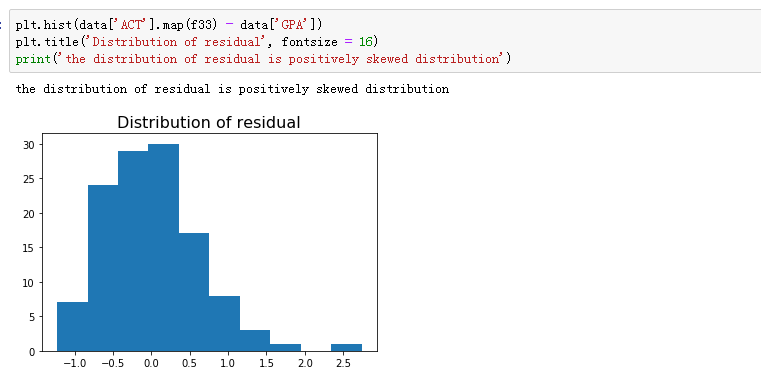 plt.hist(data['ACT'].map(f33) - data['GPA'])
plt.title('Distribution of residual', fontsize = 16)
print('the distribution of residual is positively skewed distribution')
the distribution of residual is positively skewed distribution
Distribution of residual
30
25
20
15
10
5
0
−1.0 −0.5 0.0 0.5 1.0 1.5 2.0 2.5